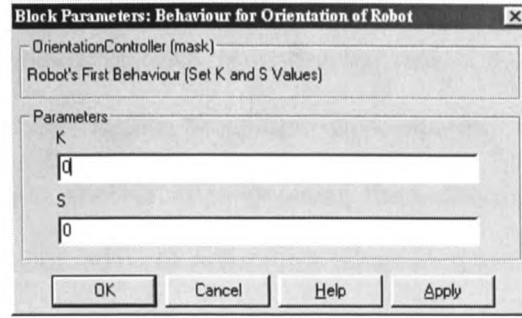 Block Parameters: Behaviour for Orientation of Robot
OrientationController (mask)
Robot's First Behaviour (Set K and S Values)
Parameters
K
0
S
0
OK Cancel Help Apply